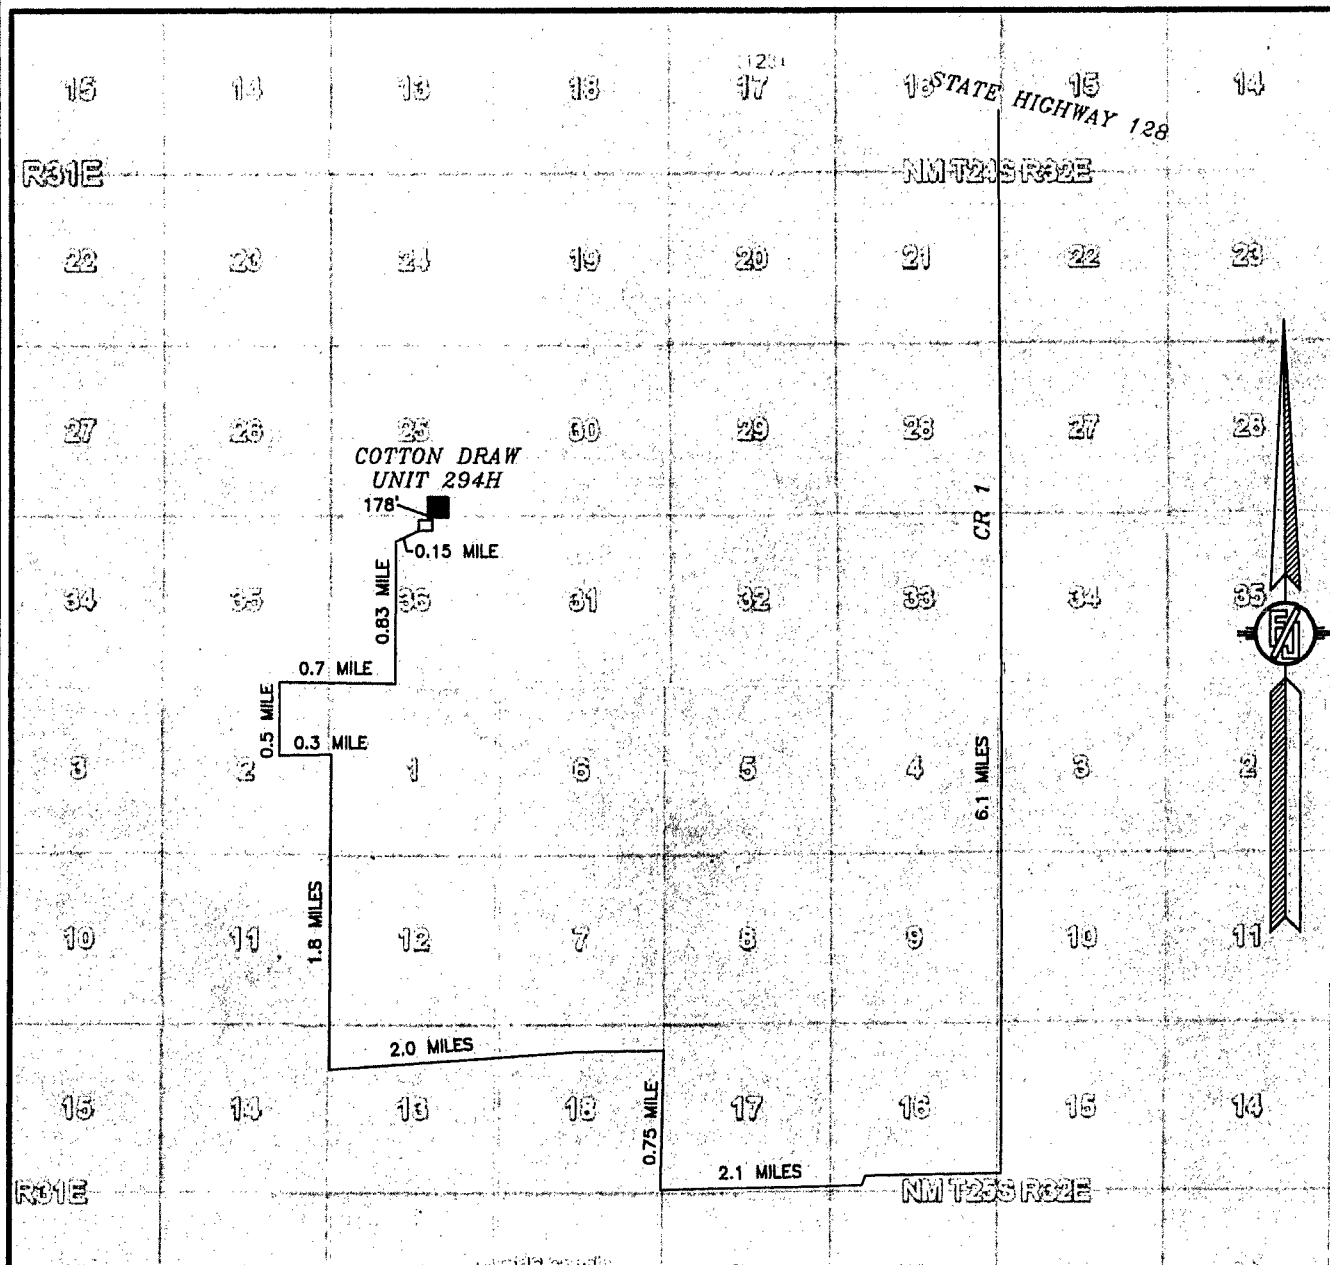 15 14 13 18 17 16 15 14
STATE HIGHWAY 128
R31E NM T24S R32E
22 23 24 19 20 21 22 23
27 26 25 30 29 28 27 28
COTTON DRAW
UNIT 294H
178'
0.15 MILE
CR 1
0.83 MILE
34 35 36 31 32 33 34 35
0.7 MILE
0.5 MILE
0.3 MILE
3 2 1 6 5 4 3 2
6.1 MILES
1.8 MILES
10 11 12 7 8 9 10 11
2.0 MILES
15 14 13 18 17 16 15 14
0.75 MILE
2.1 MILES
R31E NM T25S R32E